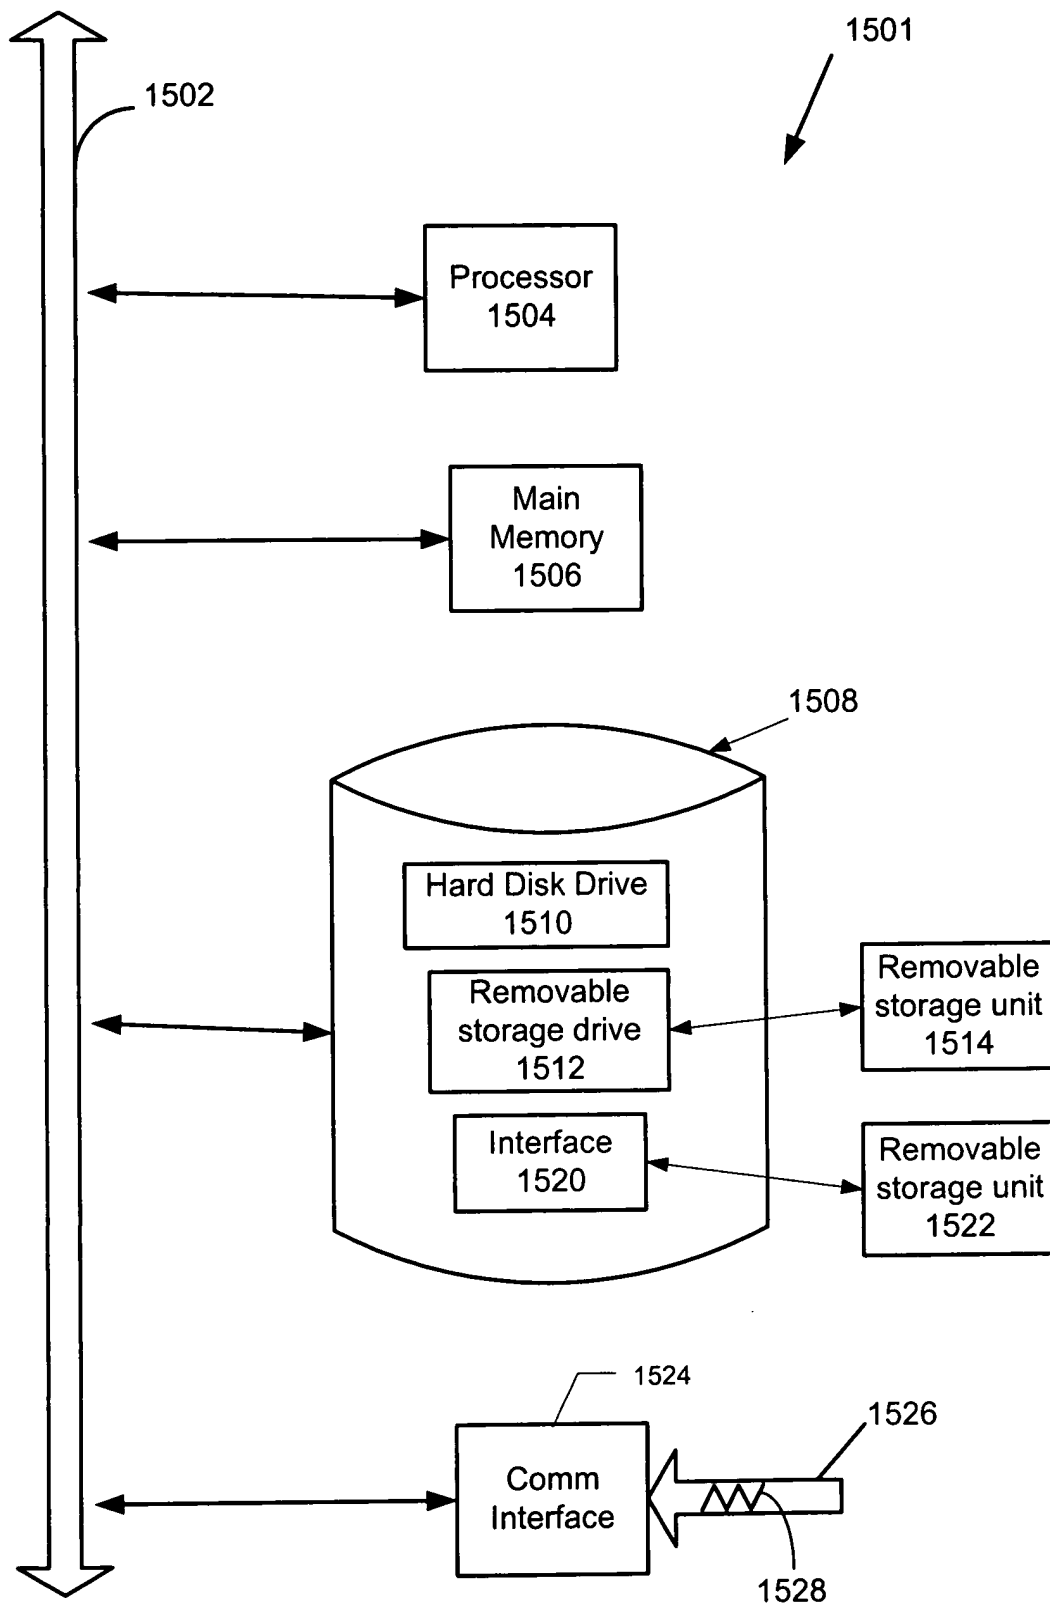 1501
1502
Processor
1504
Main
Memory
1506
1508
Hard Disk Drive
1510
Removable
storage drive
1512
Removable
storage unit
1514
Interface
1520
Removable
storage unit
1522
1524
Comm
Interface
1526
1528